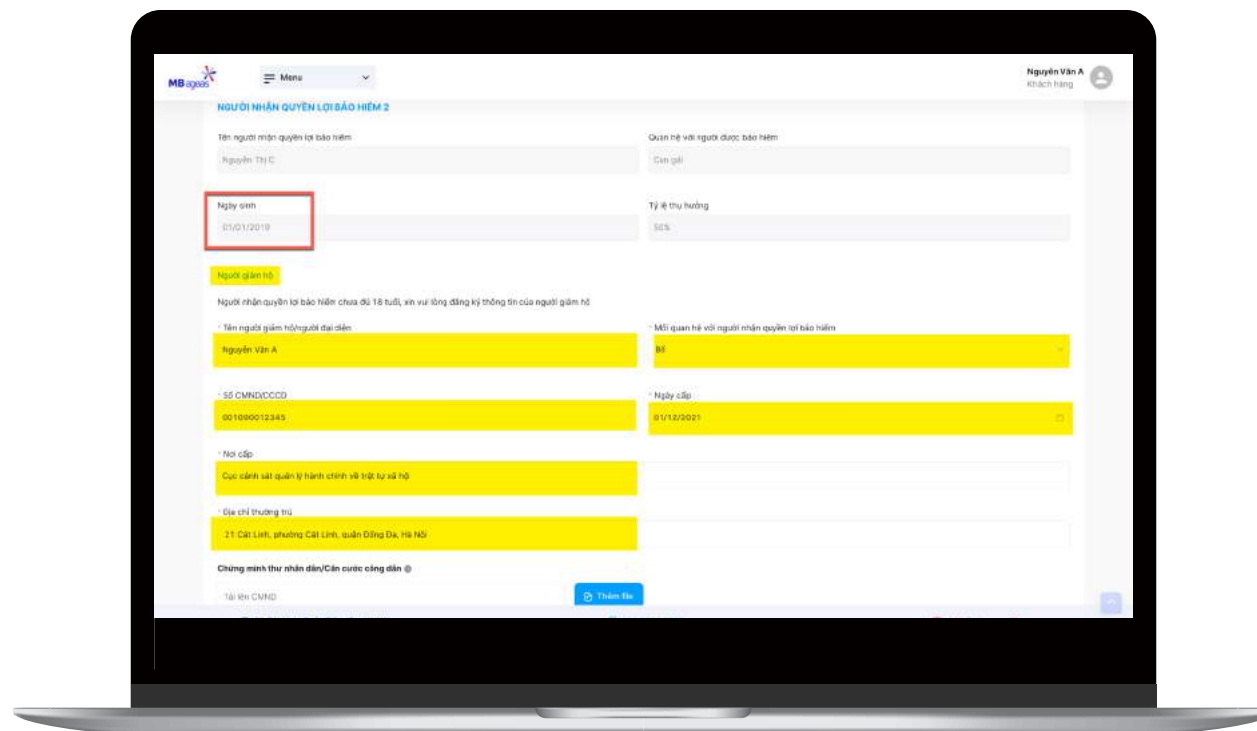 MB ageas
Menu
Nguyễn Văn A
Khách hàng
NGƯỜI NHẬN QUYỀN LỢI BẢO HIỂM 2
Tên người nhận quyền lợi bảo hiểm
Quan hệ với người được bảo hiểm
Nguyễn Thị C
Con gái
Ngày sinh
Tỷ lệ thụ hưởng
01/01/2019
50%
Người giám hộ
Người nhận quyền lợi bảo hiểm chưa đủ 18 tuổi, xin vui lòng đăng ký thông tin của người giám hộ
* Tên người giám hộ/người đại diện
* Mối quan hệ với người nhận quyền lợi bảo hiểm
Nguyễn Văn A
Bố
* Số CMND/CCCD
* Ngày cấp
001090012345
01/12/2021
* Nơi cấp
Cục cảnh sát quản lý hành chính về trật tự xã hộ
* Địa chỉ thường trú
21 Cát Linh, phường Cát Linh, quận Đống Đa, Hà Nội
Chứng minh thư nhân dân/Căn cước công dân
Tải lên CMND
Thêm file